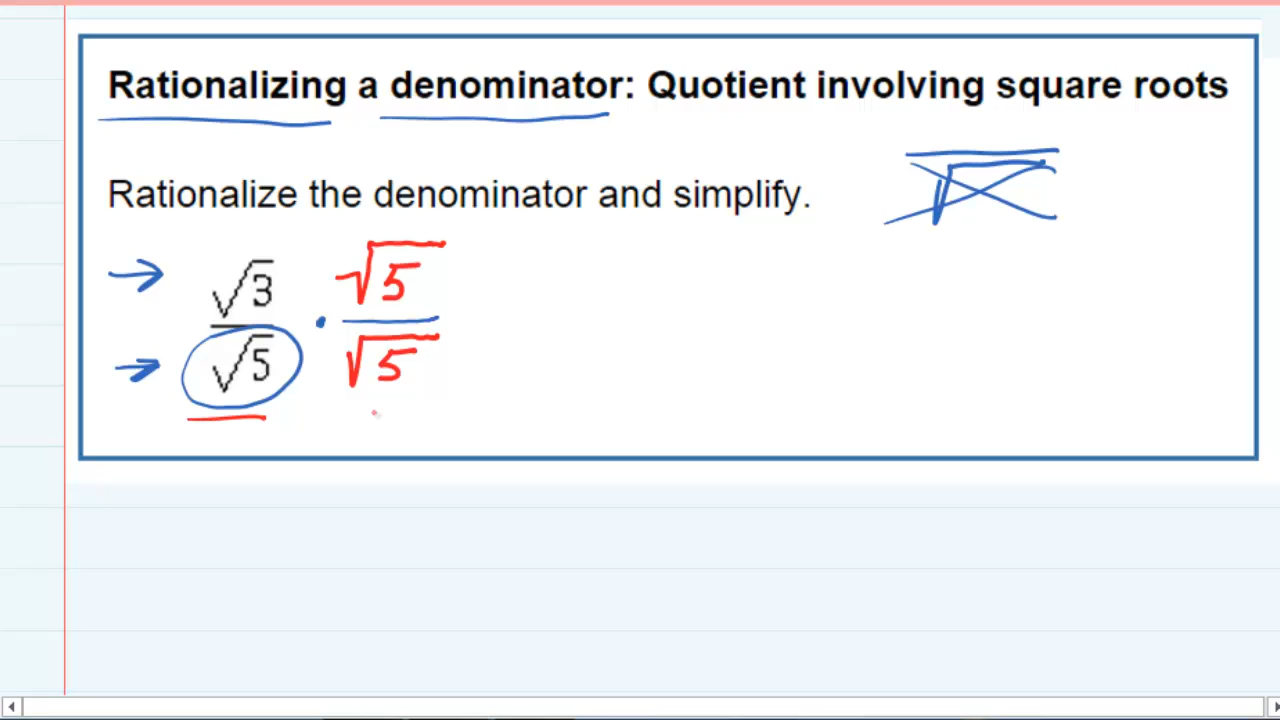 Rationalizing a denominator: Quotient involving square roots
Rationalize the denominator and simplify.
√3 / √5 · √5 / √5